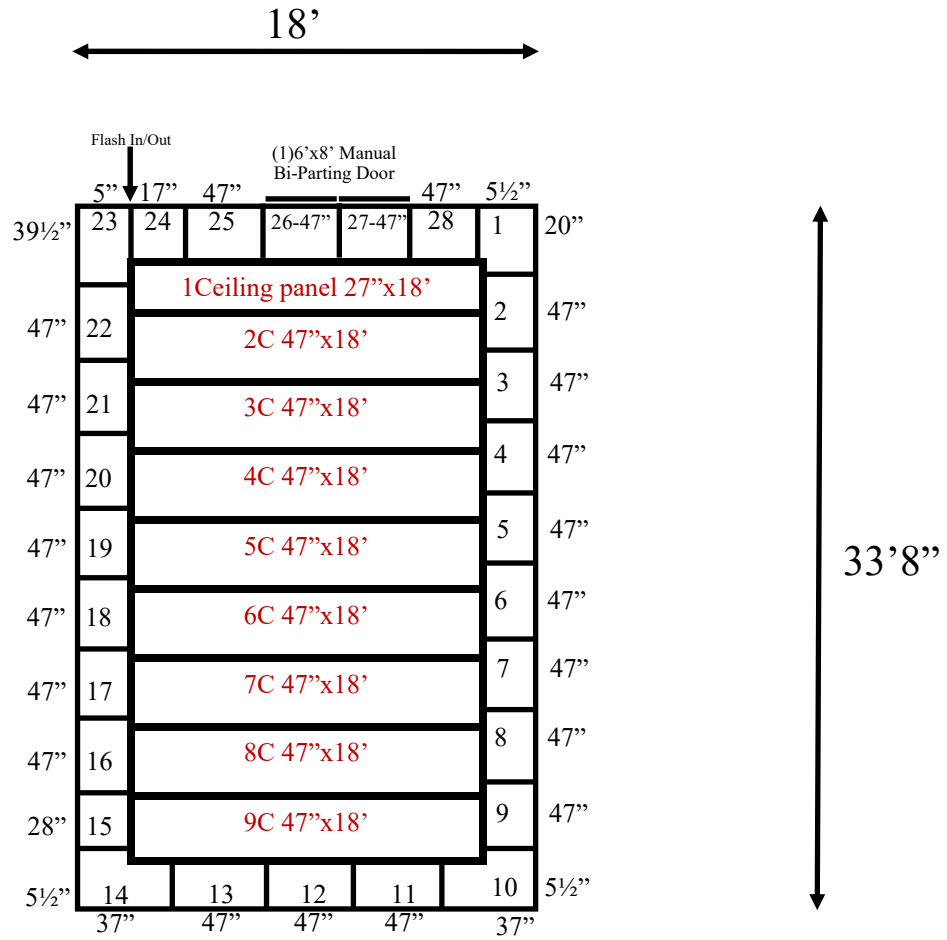 18’
Flash In/Out
(1)6’x8’ Manual
Bi-Parting Door
5” 17” 47” 47” 5½”
39½” 23 24 25 26-47” 27-47” 28 1 20”
1Ceiling panel 27”x18’
47” 22 2C 47”x18’ 2 47”
47” 21 3C 47”x18’ 3 47”
47” 20 4C 47”x18’ 4 47”
47” 19 5C 47”x18’ 5 47”
33’8”
47” 18 6C 47”x18’ 6 47”
47” 17 7C 47”x18’ 7 47”
47” 16 8C 47”x18’ 8 47”
28” 15 9C 47”x18’ 9 47”
5½” 14 13 12 11 10 5½”
37” 47” 47” 47” 37”